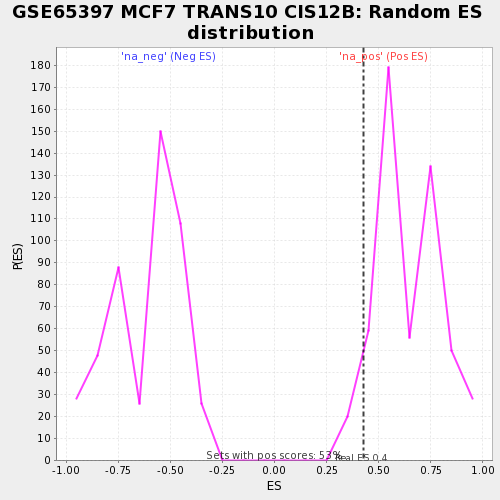 GSE65397 MCF7 TRANS10 CIS12B: Random ES
distribution
'na_neg' (Neg ES)
'na_pos' (Pos ES)
180
170
160
150
140
130
120
110
100
90
80
70
60
50
40
30
20
10
0
P(ES)
Sets with pos scores: 53%
Real ES 0.4
-1.00 -0.75 -0.50 -0.25 0.00 0.25 0.50 0.75 1.00
ES